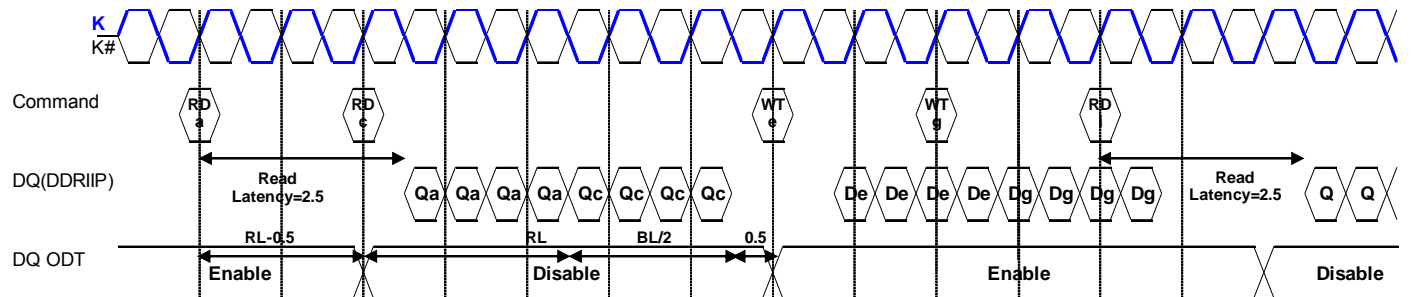 K
K#
Command
RD a
RD c
WT e
WT g
RD
DQ(DDRIIP)
Read
Latency=2.5
Qa Qa Qa Qa Qc Qc Qc Qc
De De De De Dg Dg Dg Dg
Read
Latency=2.5
Q Q
DQ ODT
RL-0.5
RL
BL/2
0.5
Enable
Disable
Enable
Disable